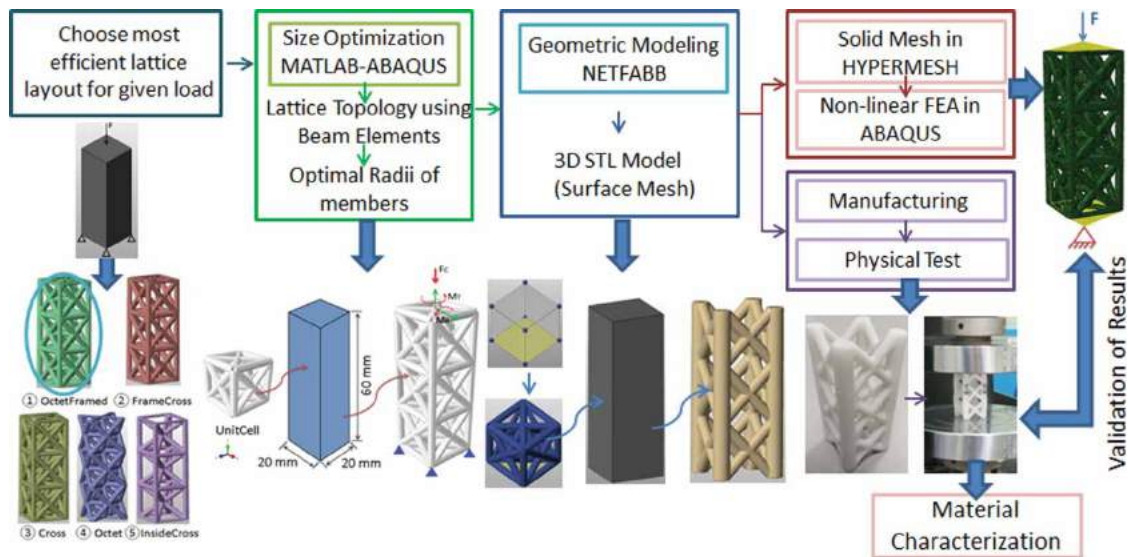 Choose most
efficient lattice
layout for given load
F
① OctetFramed
② FrameCross
③ Cross
④ Octet
⑤ InsideCross
Size Optimization
MATLAB-ABAQUS
Lattice Topology using
Beam Elements
Optimal Radii of
members
UnitCell
20 mm
20 mm
60 mm
Fc
Geometric Modeling
NETFABB
3D STL Model
(Surface Mesh)
Solid Mesh in
HYPERMESH
Non-linear FEA in
ABAQUS
Manufacturing
Physical Test
F
Validation of Results
Material
Characterization